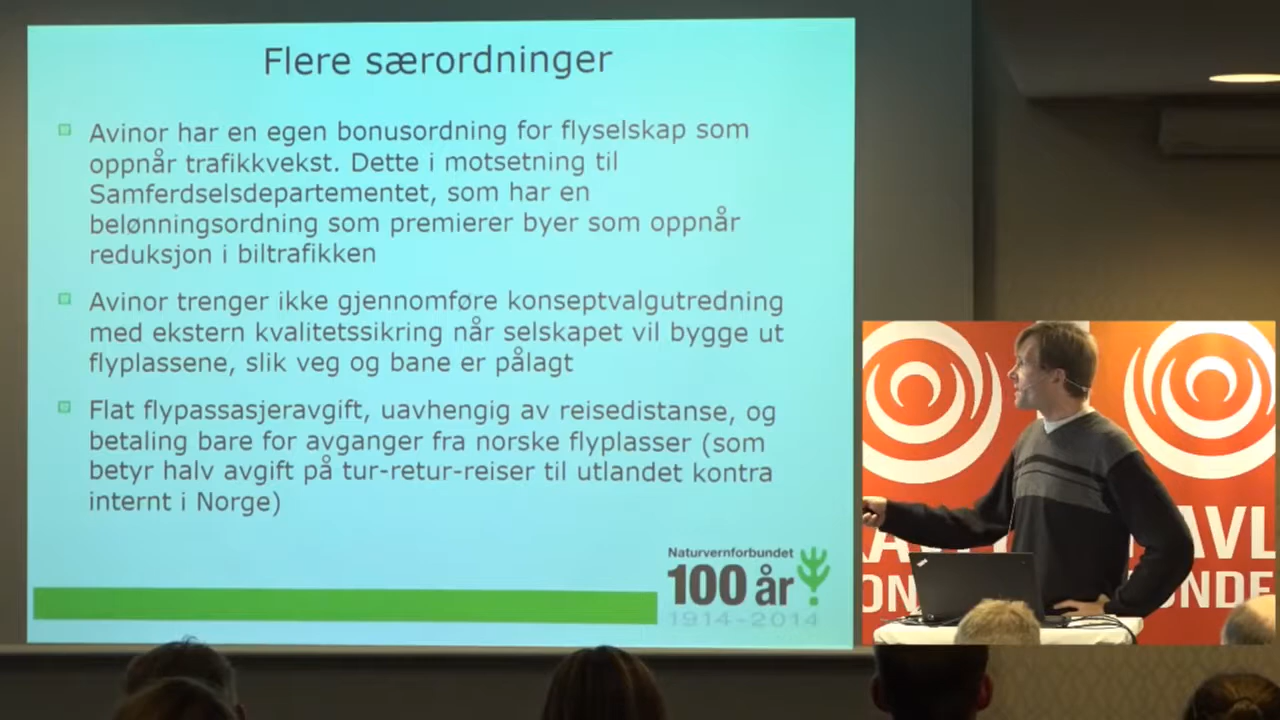 Flere særordninger
Avinor har en egen bonusordning for flyselskap som
oppnår trafikkvekst. Dette i motsetning til
Samferdselsdepartementet, som har en
belønningsordning som premierer byer som oppnår
reduksjon i biltrafikken
Avinor trenger ikke gjennomføre konseptvalgutredning
med ekstern kvalitetssikring når selskapet vil bygge ut
flyplassene, slik veg og bane er pålagt
Flat flypassasjeravgift, uavhengig av reisedistanse, og
betaling bare for avganger fra norske flyplasser (som
betyr halv avgift på tur-retur-reiser til utlandet kontra
internt i Norge)
Naturvernforbundet
100 år
1914-2014